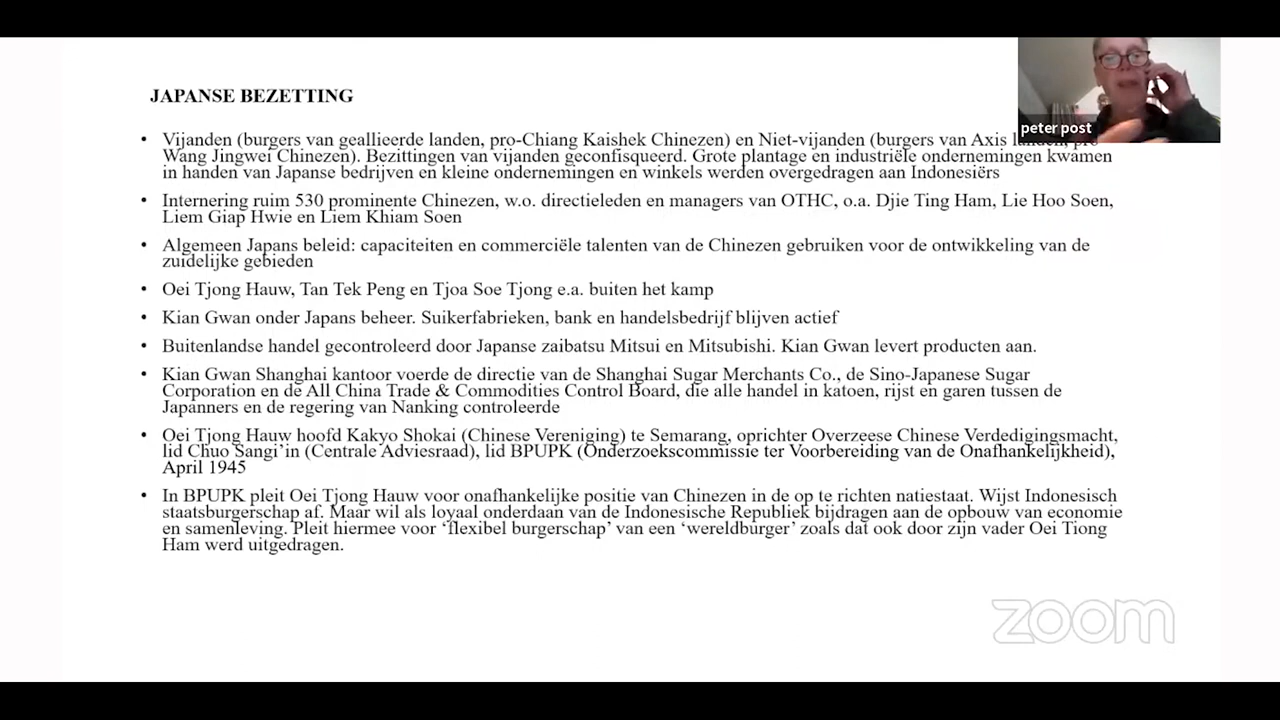 JAPANSE BEZETTING
peter post
• Vijanden (burgers van geallieerde landen, pro-Chiang Kaishek Chinezen) en Niet-vijanden (burgers van Axis
Wang Jingwei Chinezen). Bezittingen van vijanden geconfisqueerd. Grote plantage en industriële ondernemingen kwamen
in handen van Japanse bedrijven en kleine ondernemingen en winkels werden overgedragen aan Indonesiërs
• Internering ruim 530 prominente Chinezen, w.o. directieleden en managers van OTHC, o.a. Djie Ting Ham, Lie Hoo Soen,
Liem Giap Hwie en Liem Khiam Soen
• Algemeen Japans beleid: capaciteiten en commerciële talenten van de Chinezen gebruiken voor de ontwikkeling van de
zuidelijke gebieden
• Oei Tjong Hauw, Tan Tek Peng en Tjoa Soe Tjong e.a. buiten het kamp
• Kian Gwan onder Japans beheer. Suikerfabrieken, bank en handelsbedrijf blijven actief
• Buitenlandse handel gecontroleerd door Japanse zaibatsu Mitsui en Mitsubishi. Kian Gwan levert producten aan.
• Kian Gwan Shanghai kantoor voerde de directie van de Shanghai Sugar Merchants Co., de Sino-Japanese Sugar
Corporation en de All China Trade & Commodities Control Board, die alle handel in katoen, rijst en garen tussen de
Japanners en de regering van Nanking controleerde
• Oei Tjong Hauw hoofd Kakyo Shokai (Chinese Vereniging) te Semarang, oprichter Overzeese Chinese Verdedigingsmacht,
lid Chuo Sangi'in (Centrale Adviesraad), lid BPUPK (Onderzoekscommissie ter Voorbereiding van de Onafhankelijkheid),
April 1945
• In BPUPK pleit Oei Tjong Hauw voor onafhankelijke positie van Chinezen in de op te richten natiestaat. Wijst Indonesisch
staatsburgerschap af. Maar wil als loyaal onderdaan van de Indonesische Republiek bijdragen aan de opbouw van economie
en samenleving. Pleit hiermee voor ‘flexibel burgerschap’ van een ‘wereldburger’ zoals dat ook door zijn vader Oei Tiong
Ham werd uitgedragen.
zoom